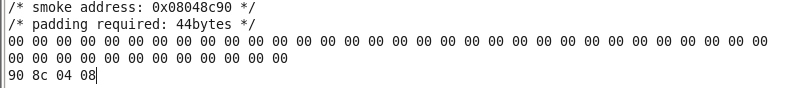 /* smoke address: 0x08048c90 */
/* padding required: 44bytes */
00 00 00 00 00 00 00 00 00 00 00 00 00 00 00 00 00 00 00 00 00 00 00 00 00 00 00 00 00 00 00 00
00 00 00 00 00 00 00 00 00 00 00 00
90 8c 04 08